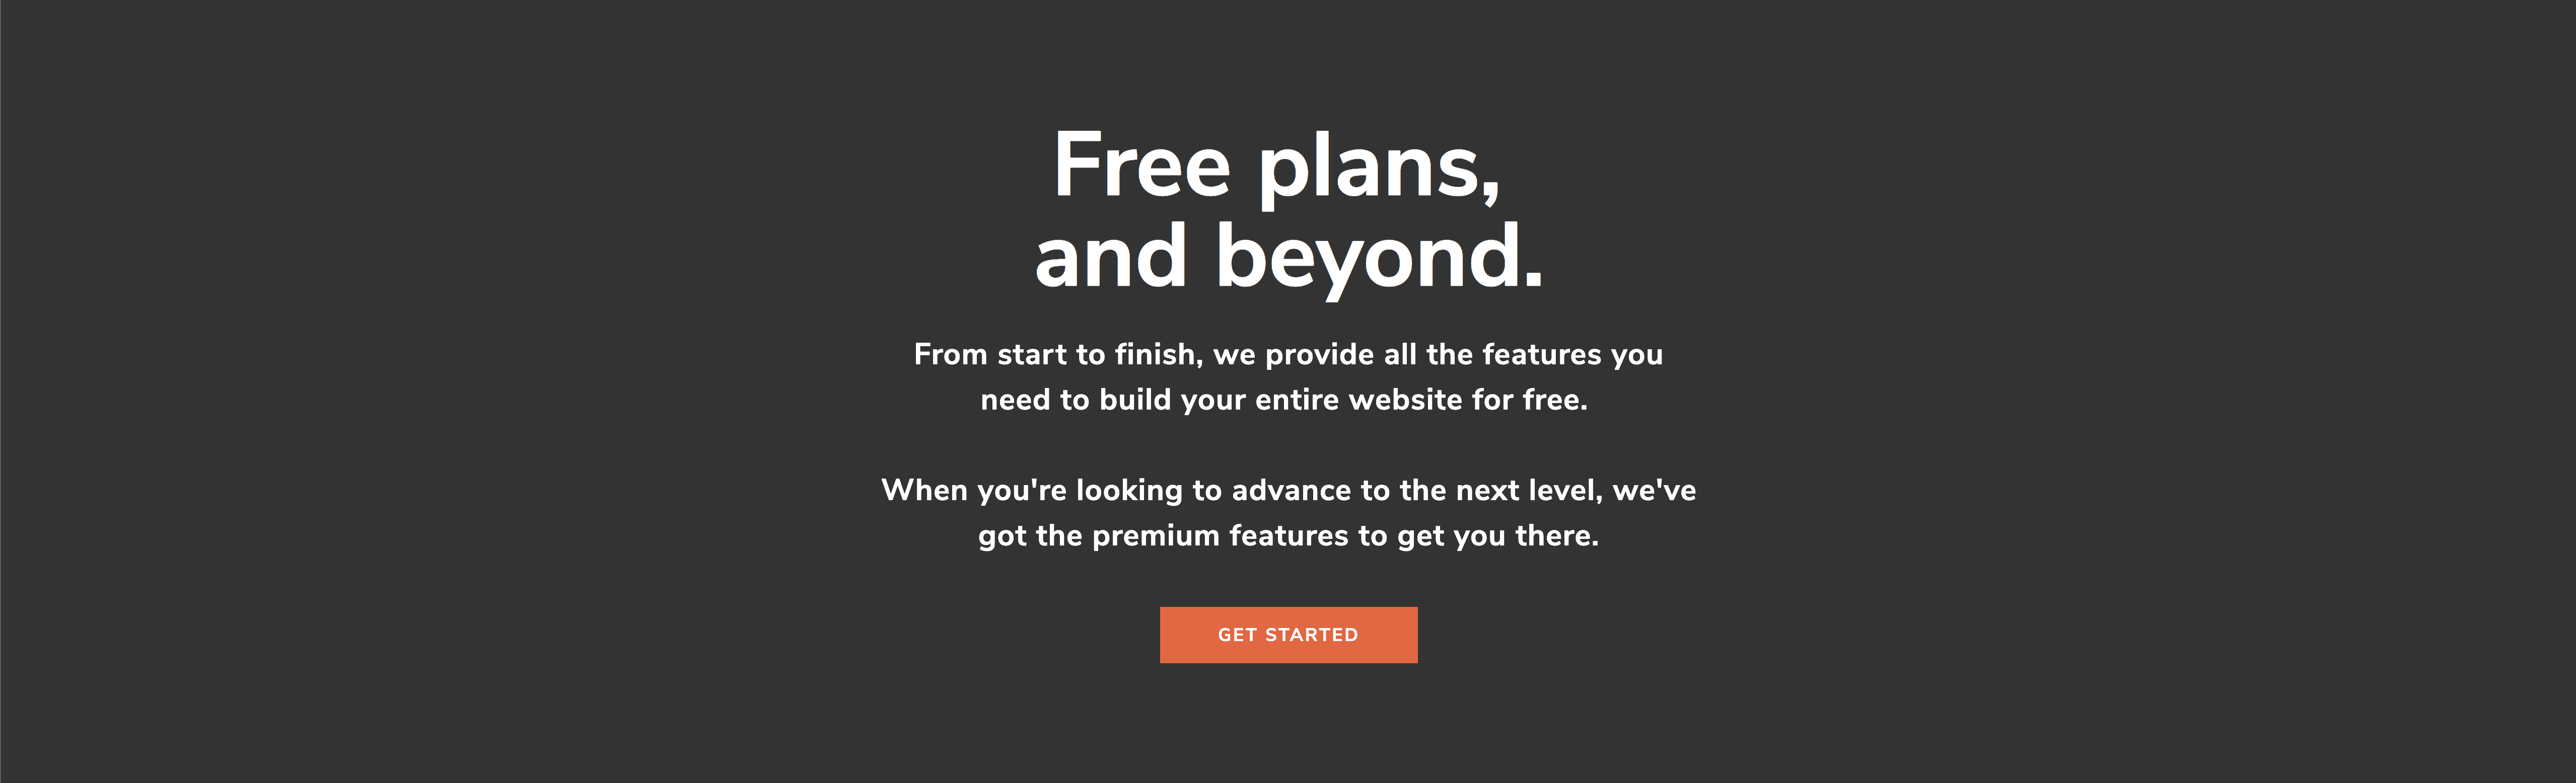 Free plans,
and beyond.
From start to finish, we provide all the features you
need to build your entire website for free.
When you're looking to advance to the next level, we've
got the premium features to get you there.
GET STARTED